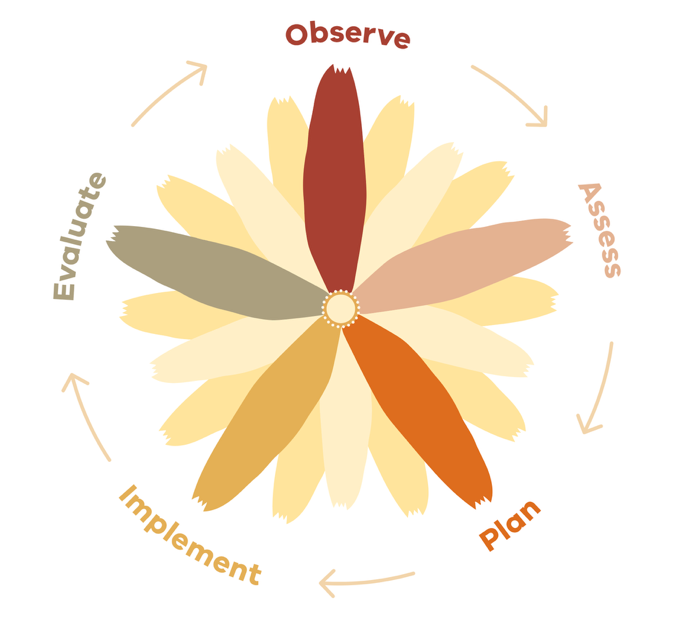 Observe
Assess
Plan
Implement
Evaluate